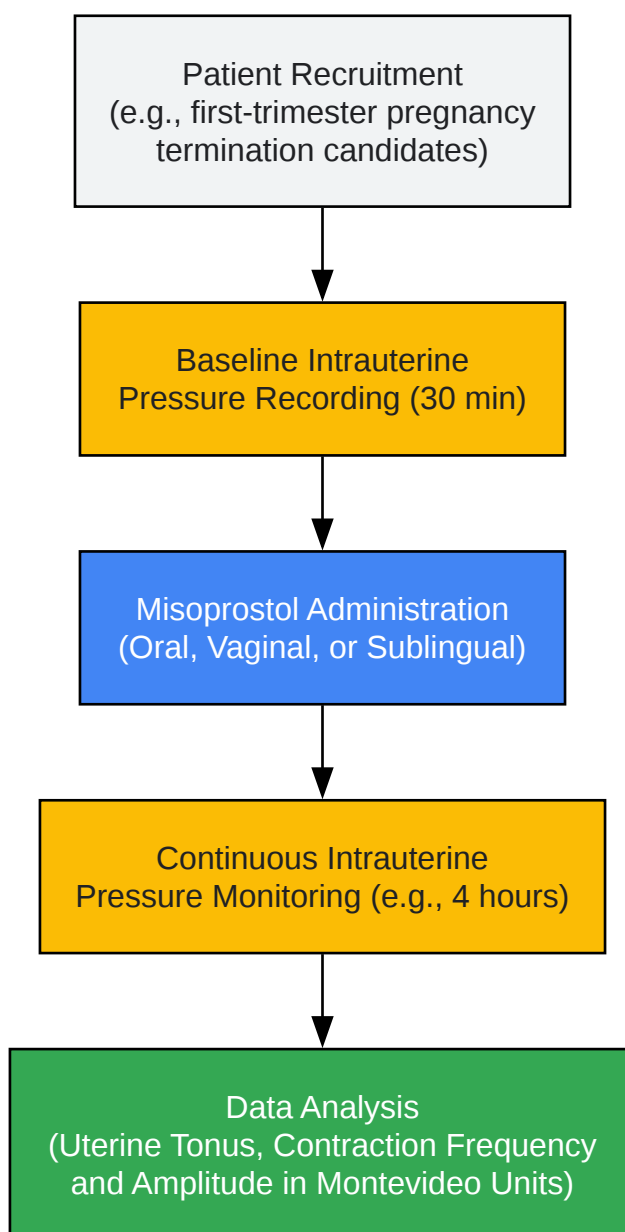 Patient Recruitment
(e.g., first-trimester pregnancy
termination candidates)
Baseline Intrauterine
Pressure Recording (30 min)
Misoprostol Administration
(Oral, Vaginal, or Sublingual)
Continuous Intrauterine
Pressure Monitoring (e.g., 4 hours)
Data Analysis
(Uterine Tonus, Contraction Frequency
and Amplitude in Montevideo Units)